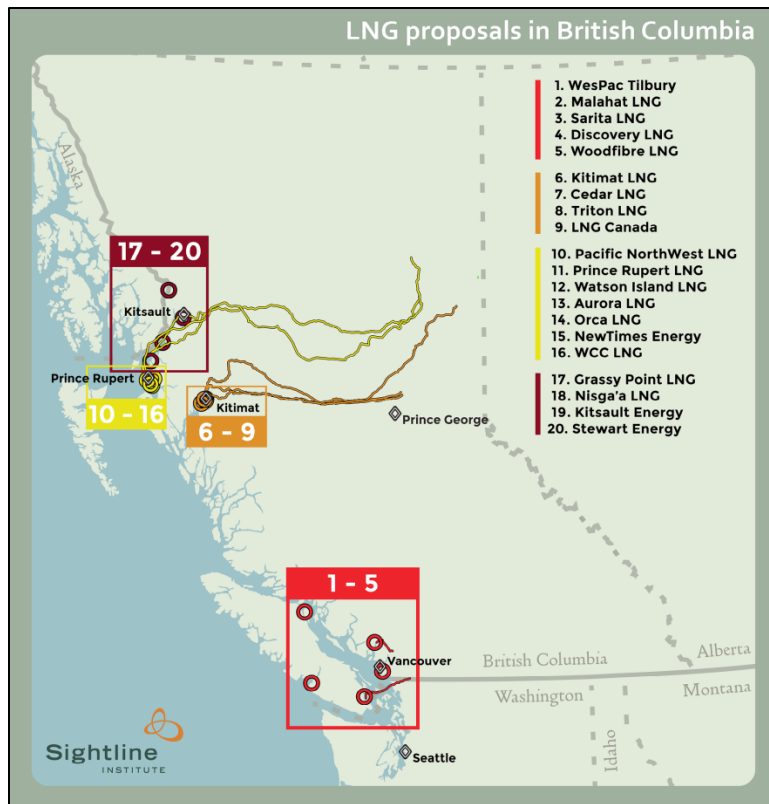 LNG proposals in British Columbia
1. WesPac Tilbury
2. Malahat LNG
3. Sarita LNG
4. Discovery LNG
5. Woodfibre LNG
6. Kitimat LNG
7. Cedar LNG
8. Triton LNG
9. LNG Canada
10. Pacific NorthWest LNG
11. Prince Rupert LNG
12. Watson Island LNG
13. Aurora LNG
14. Orca LNG
15. NewTimes Energy
16. WCC LNG
17. Grassy Point LNG
18. Nisg'a LNG
19. Kitsault Energy
20. Stewart Energy
Alaska
17 - 20
Kitsault
Prince Rupert
10 - 16
Kitimat
6 - 9
Prince George
1 - 5
Vancouver
British Columbia
Alberta
Washington
Montana
Idaho
Seattle
Sightline
INSTITUTE